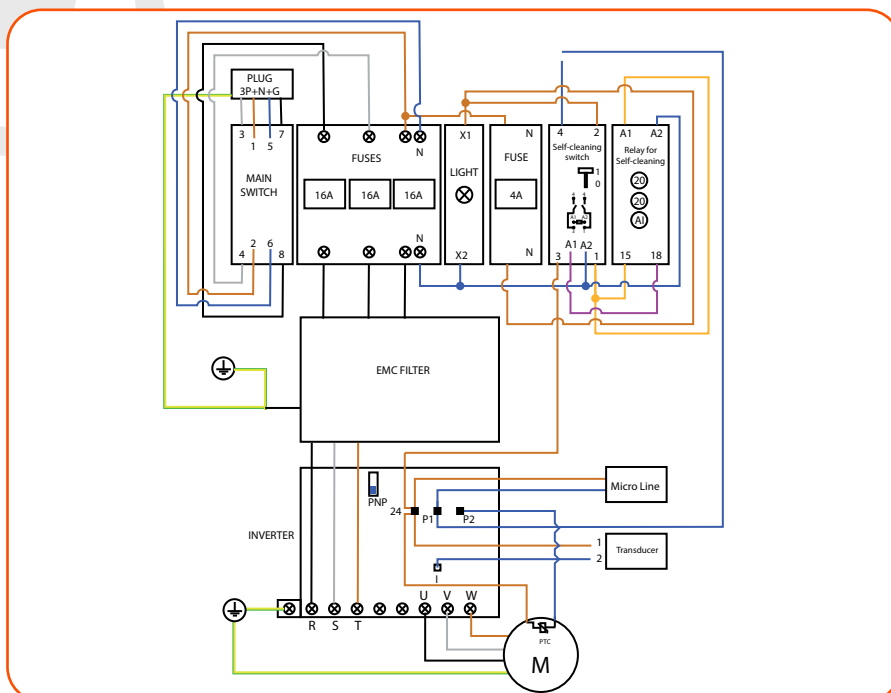 PLUG
3P+N+G
3
7
1 5
MAIN
SWITCH
2 6
4
8
FUSES
N
16A
16A
16A
N
X1
LIGHT
X2
N
FUSE
4A
N
4
2
Self-cleaning
switch
1
0
A1 A2
3
1
A1
A2
Relay for
Self-cleaning
20
20
AI
15
18
EMC FILTER
PNP
INVERTER
24
P1
P2
I
Micro Line
1
2
Transducer
U V W
R S T
PTC
M